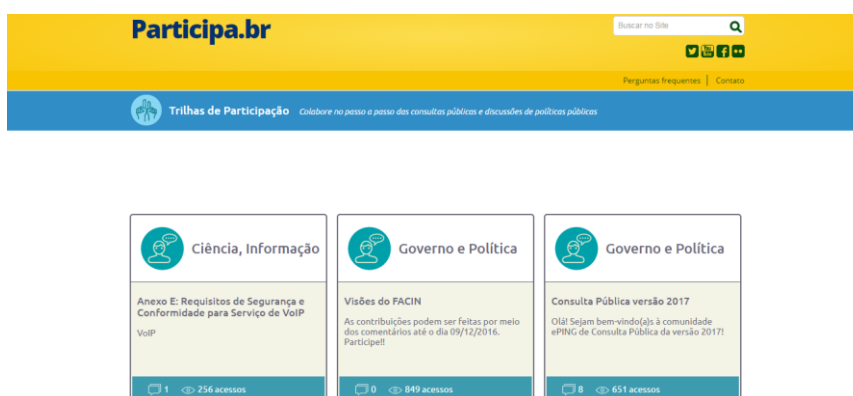 Participa.br
Buscar no Site
Perguntas frequentes | Contato
Trilhas de Participação Colabore no passo a passo das consultas públicas e discussões de políticas públicas
Ciência, Informação
Anexo E: Requisitos de Segurança e
Conformidade para Serviço de VoIP
VoIP
1 256 acessos
Governo e Política
Visões do FACIN
As contribuições podem ser feitas por meio
dos comentários até o dia 09/12/2016.
Participe!!
0 849 acessos
Governo e Política
Consulta Pública versão 2017
Olá! Sejam bem-vindo(a)s à comunidade
ePING de Consulta Pública da versão 2017!
8 651 acessos